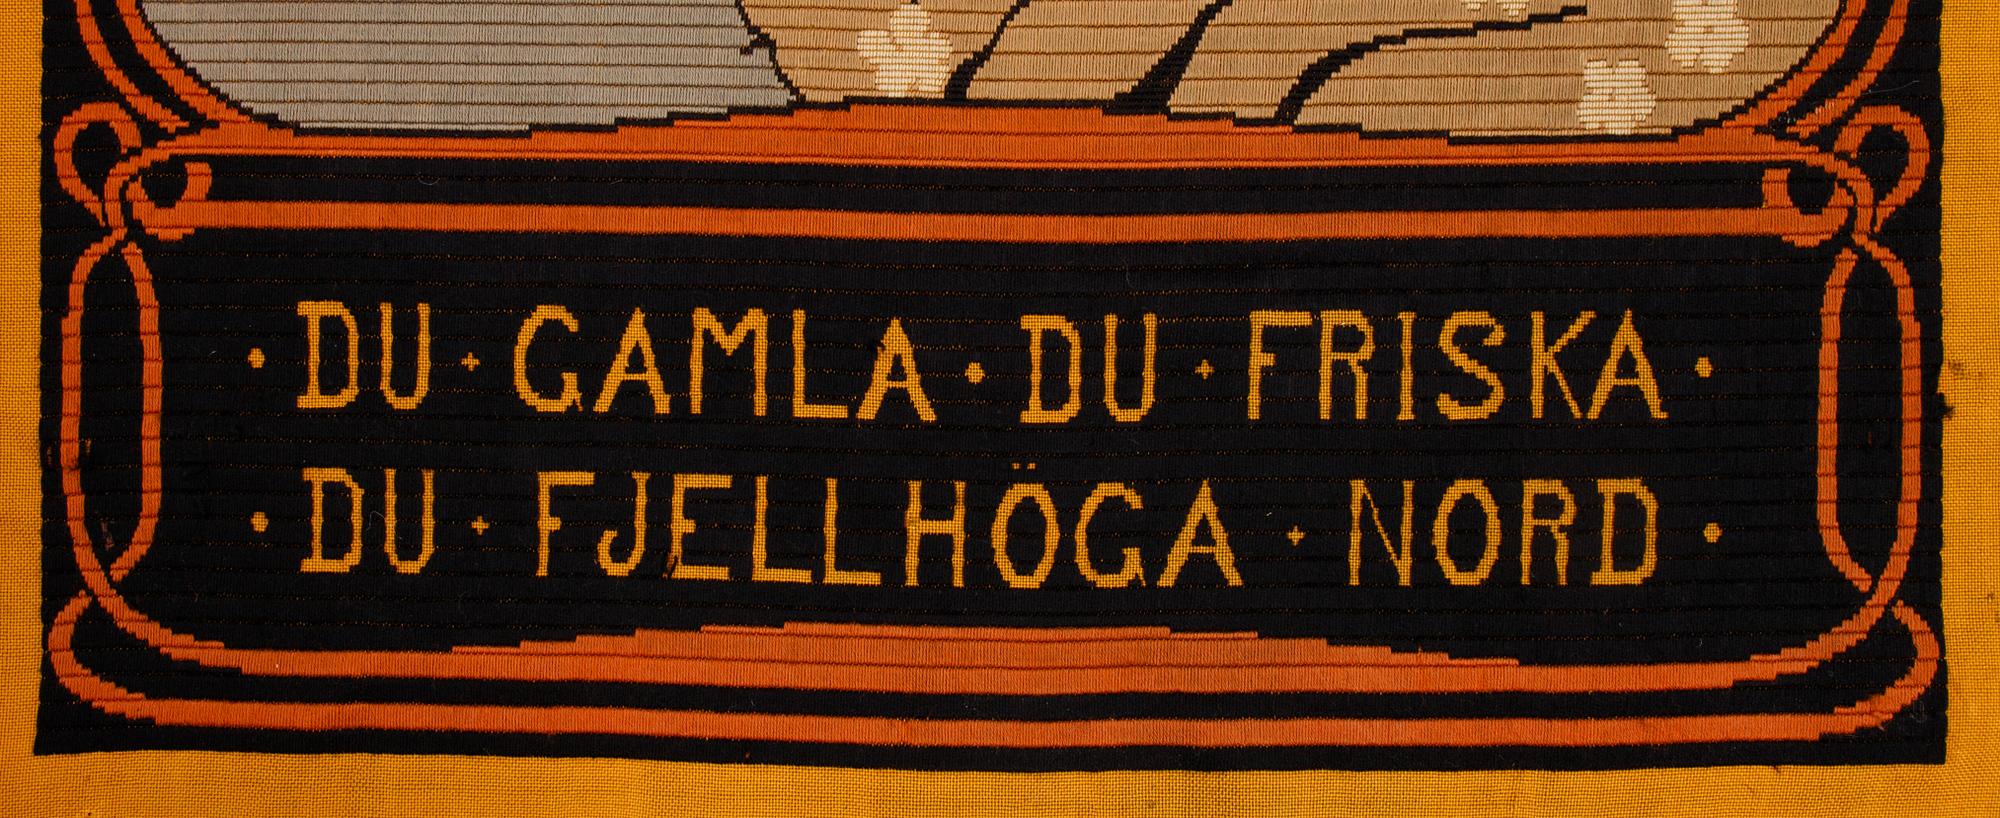 · DU + GAMLA · DU + FRISKA ·
· DU + FJELLHÖGA + NORD ·